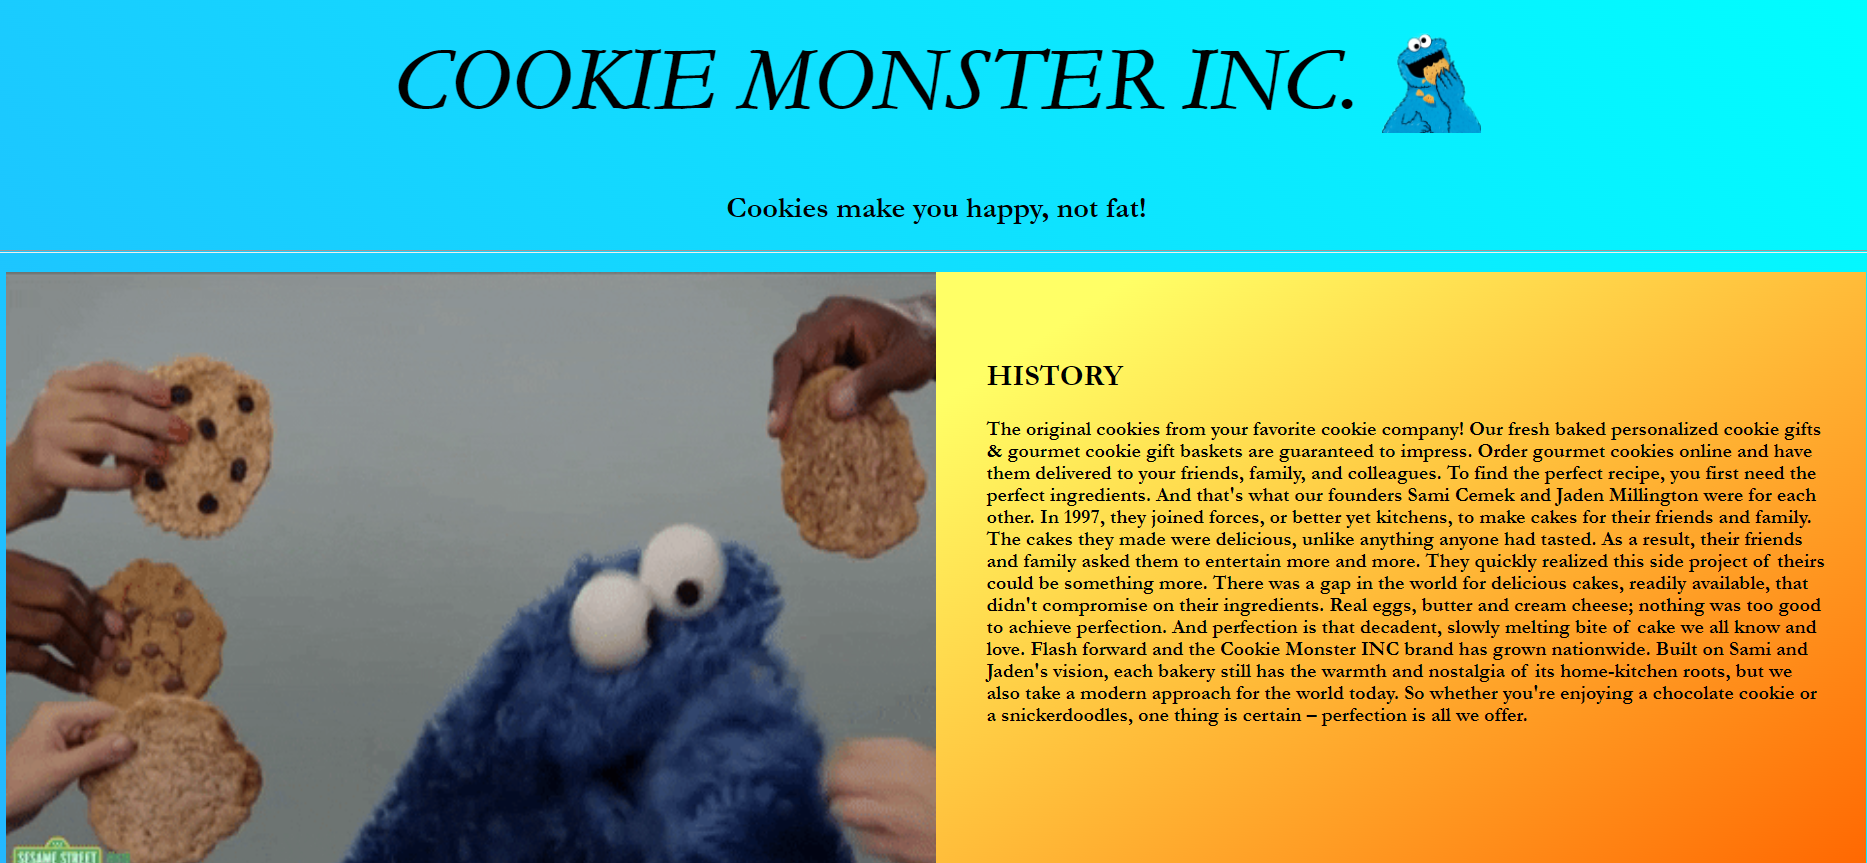 COOKIE MONSTER INC.
Cookies make you happy, not fat!
HISTORY
The original cookies from your favorite cookie company! Our fresh baked personalized cookie gifts
& gourmet cookie gift baskets are guaranteed to impress. Order gourmet cookies online and have
them delivered to your friends, family, and colleagues. To find the perfect recipe, you first need the
perfect ingredients. And that's what our founders Sami Cemek and Jaden Millington were for each
other. In 1997, they joined forces, or better yet kitchens, to make cakes for their friends and family.
The cakes they made were delicious, unlike anything anyone had tasted. As a result, their friends
and family asked them to entertain more and more. They quickly realized this side project of theirs
could be something more. There was a gap in the world for delicious cakes, readily available, that
didn't compromise on their ingredients. Real eggs, butter and cream cheese; nothing was too good
to achieve perfection. And perfection is that decadent, slowly melting bite of cake we all know and
love. Flash forward and the Cookie Monster INC brand has grown nationwide. Built on Sami and
Jaden's vision, each bakery still has the warmth and nostalgia of its home-kitchen roots, but we
also take a modern approach for the world today. So whether you're enjoying a chocolate cookie or
a snickerdoodles, one thing is certain – perfection is all we offer.
SESAME STREET